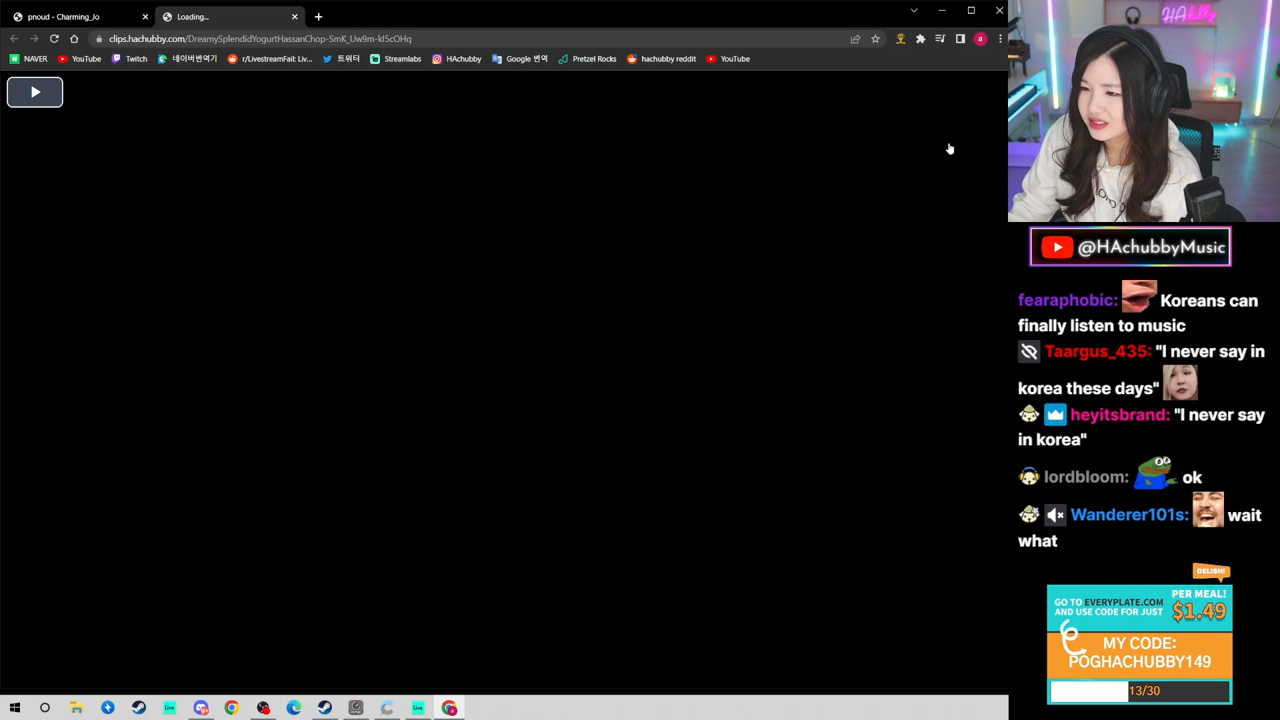 pnoud - Charming_Jo
Loading...
clips.hachubby.com/DreamySplendidYogurtHassanChop-SmK_Uw9m-kI5cOHq
NAVER
YouTube
Twitch
네이버번역기
r/LivestreamFail: Liv...
트위터
Streamlabs
HAchubby
Google 번역
Pretzel Rocks
hachubby reddit
YouTube
HAchubby
@HAchubbyMusic
fearaphobic: Koreans can
finally listen to music
Taargus_435: "I never say in
korea these days"
heyitsbrand: "I never say
in korea"
lordbloom: ok
Wanderer101s: wait
what
DELISH!
GO TO EVERYPLATE.COM
AND USE CODE FOR JUST
PER MEAL!
$1.49
MY CODE:
POGHACHUBBY149
13/30
Live
Live